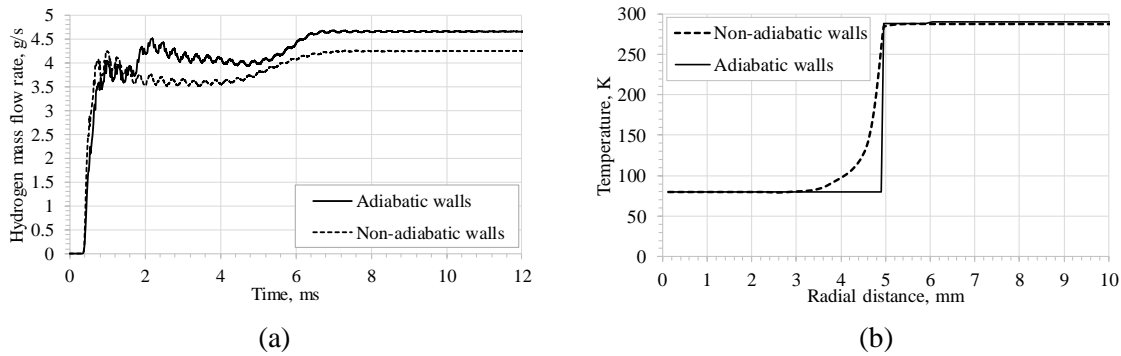 5
4.5
4
3.5
3
2.5
2
1.5
1
0.5
0
Hydrogen mass flow rate, g/s
Adiabatic walls
Non-adiabatic walls
0 2 4 6 8 10 12
Time, ms
(a)
300
250
200
150
100
50
0
Temperature, K
Non-adiabatic walls
Adiabatic walls
0 1 2 3 4 5 6 7 8 9 10
Radial distance, mm
(b)